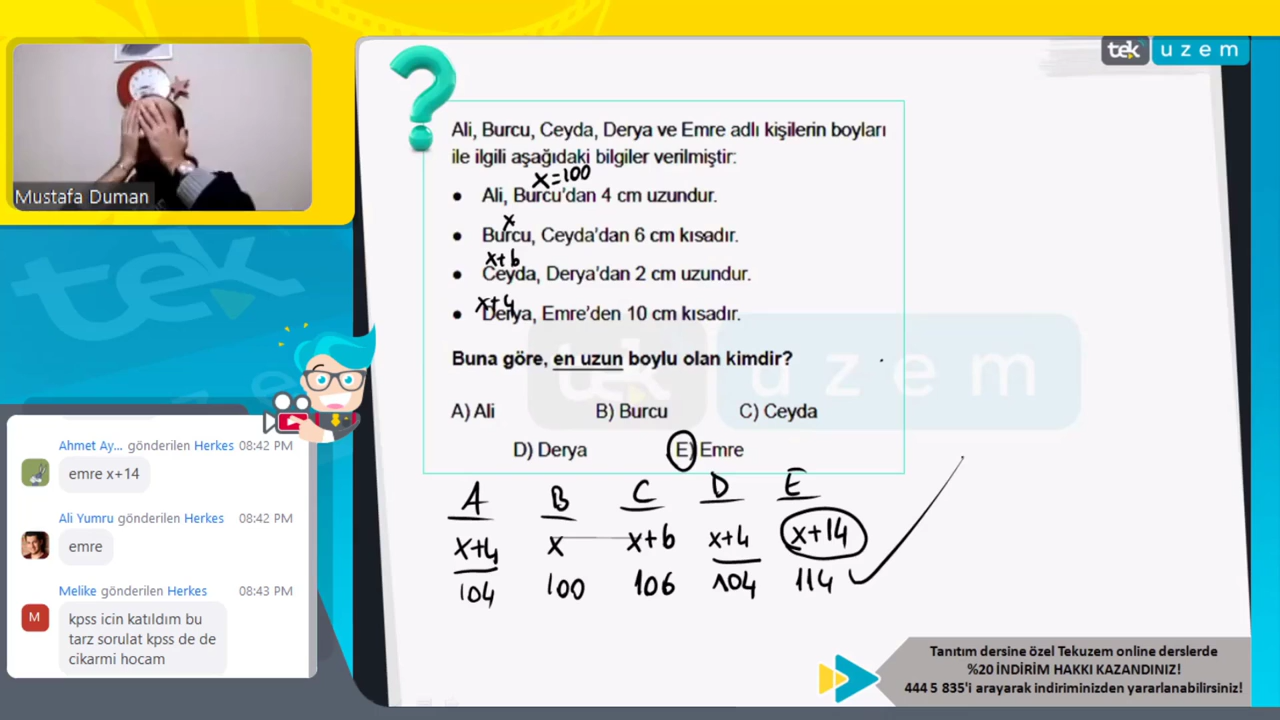 tek uzem
Mustafa Duman
Ali, Burcu, Ceyda, Derya ve Emre adlı kişilerin boyları
ile ilgili aşağıdaki bilgiler verilmiştir:
x=100
• Ali, Burcu'dan 4 cm uzundur.
x
• Burcu, Ceyda'dan 6 cm kısadır.
x+6
• Ceyda, Derya'dan 2 cm uzundur.
x+4
• Derya, Emre'den 10 cm kısadır.
Buna göre, en uzun boylu olan kimdir?
A) Ali B) Burcu C) Ceyda
D) Derya E) Emre
A B C D E
x+4 x x+6 x+4 x+14
104 100 106 104 114
tek uzem
tek
Ahmet Ay... gönderilen Herkes 08:42 PM
emre x+14
Ali Yumru gönderilen Herkes 08:42 PM
emre
Melike gönderilen Herkes 08:43 PM
M
kpss icin katıldım bu
tarz sorulat kpss de de
cikarmi hocam
Tanıtım dersine özel Tekuzem online derslerde
%20 İNDİRİM HAKKI KAZANDINIZ!
444 5 835'i arayarak indiriminizden yararlanabilirsiniz!